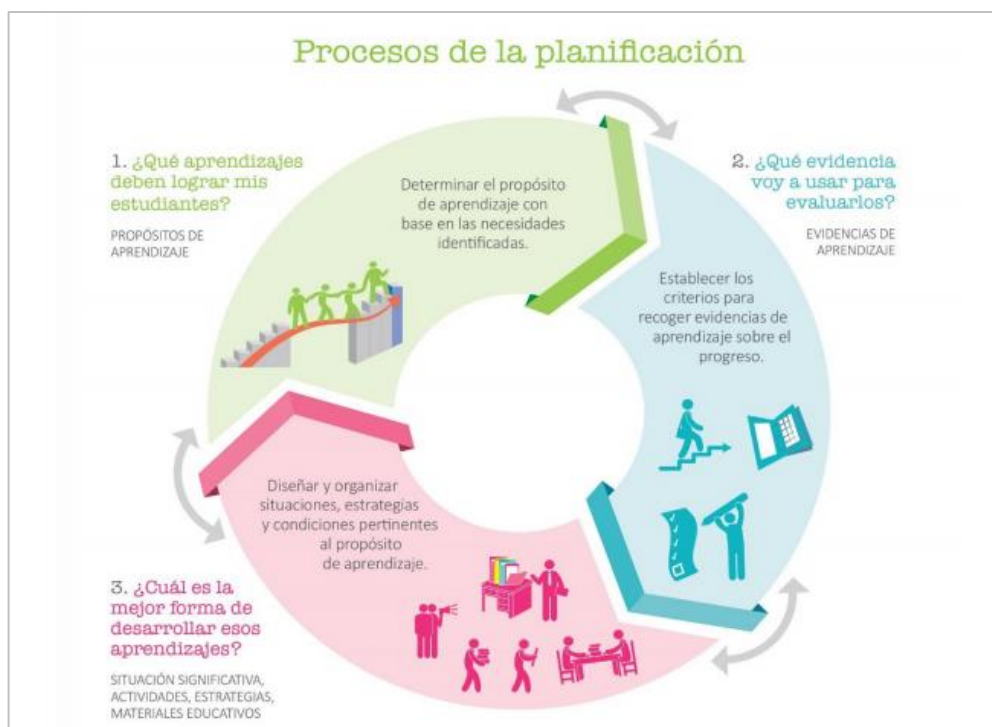 Procesos de la planificación
1. ¿Qué aprendizajes
deben lograr mis
estudiantes?
PROPÓSITOS DE
APRENDIZAJE
Determinar el propósito
de aprendizaje con
base en las necesidades
identificadas.
2. ¿Qué evidencia
voy a usar para
evaluarlos?
EVIDENCIAS DE
APRENDIZAJE
Establecer los
criterios para
recoger evidencias de
aprendizaje sobre el
progreso.
Diseñar y organizar
situaciones, estrategias
y condiciones pertinentes
al propósito
de aprendizaje.
3. ¿Cuál es la
mejor forma de
desarrollar esos
aprendizajes?
SITUACIÓN SIGNIFICATIVA,
ACTIVIDADES, ESTRATEGIAS,
MATERIALES EDUCATIVOS